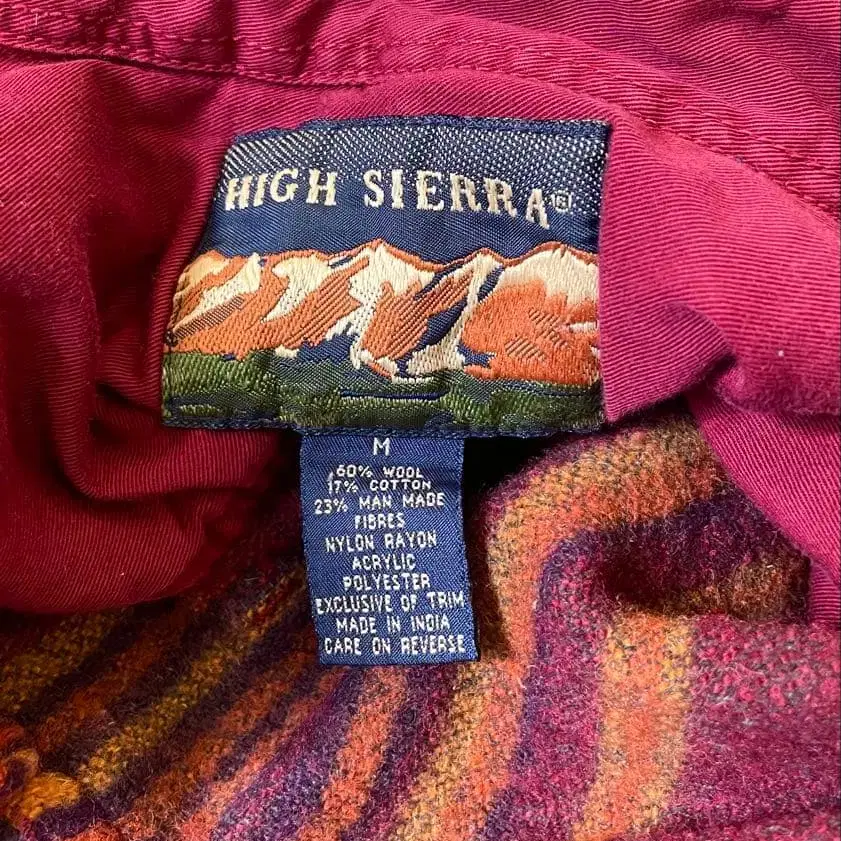 HIGH SIERRA®
M
60% WOOL
17% COTTON
23% MAN MADE
FIBRES
NYLON RAYON
ACRYLIC
POLYESTER
EXCLUSIVE OF TRIM
MADE IN INDIA
CARE ON REVERSE